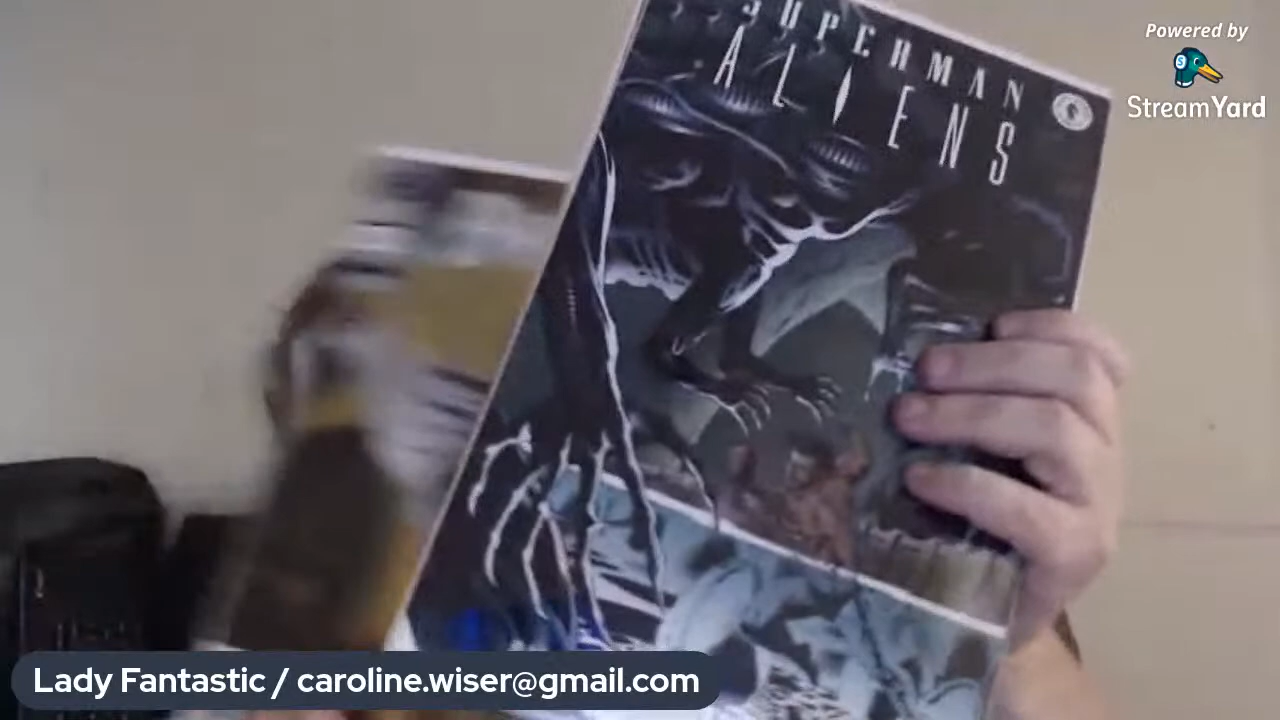 SUPERMAN
ALIENS
Powered by
StreamYard
Lady Fantastic / caroline.wiser@gmail.com